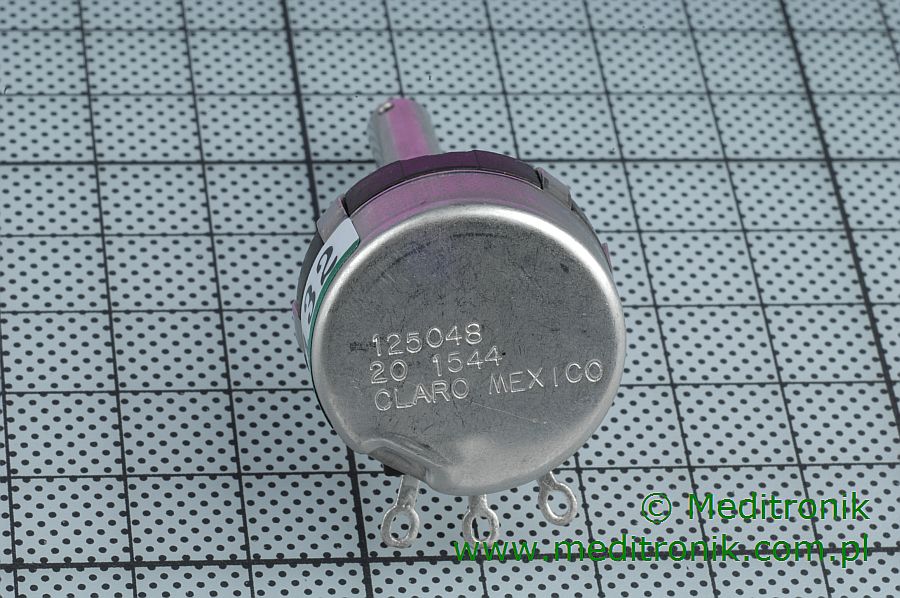 32
125048
20 1544
CLARO MEXICO
© Meditronik
www.meditronik.com.pl